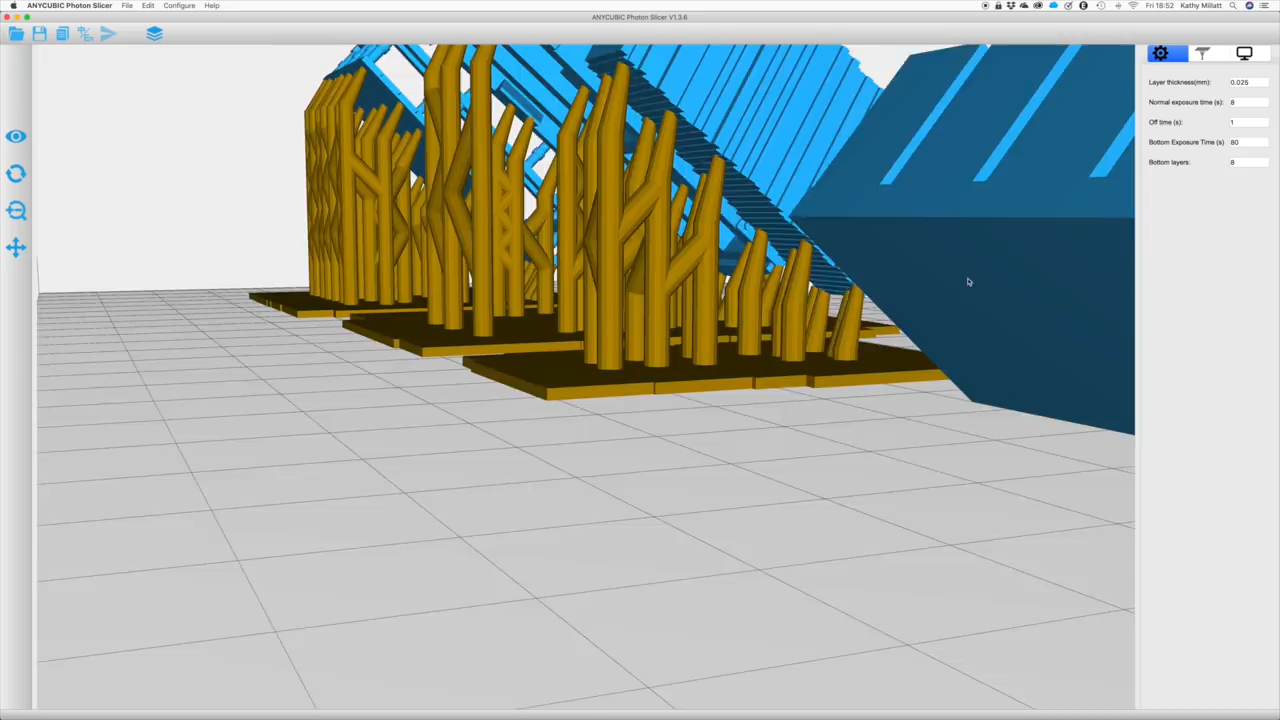 ANYCUBIC Photon Slicer File Edit Configure Help Fri 18:52 Kathy Millatt
ANYCUBIC Photon Slicer V1.3.6
Layer thickness(mm): 0.025
Normal exposure time (s): 8
Off time (s): 1
Bottom Exposure Time (s) 80
Bottom layers: 8